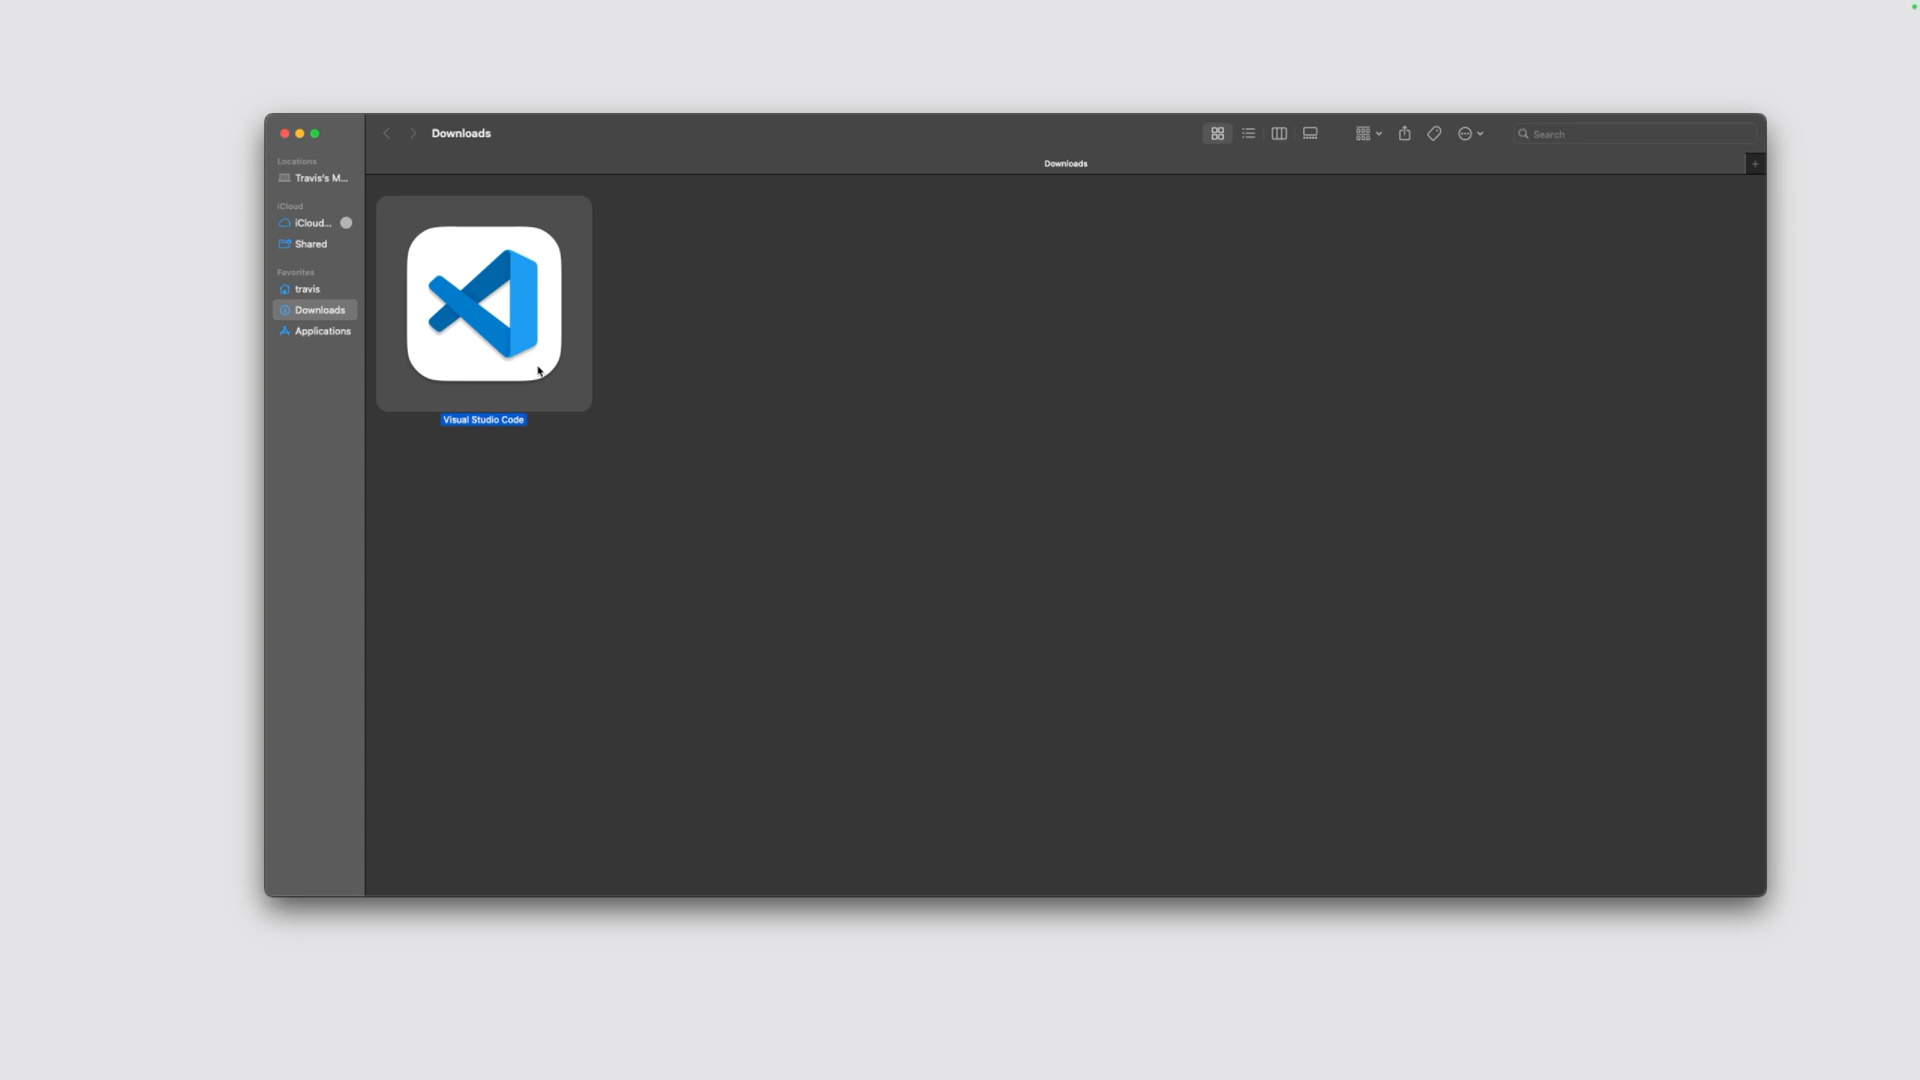 Downloads
Search
Downloads
Locations
Travis's M...
iCloud
iCloud...
Shared
Favorites
travis
Downloads
Applications
Visual Studio Code